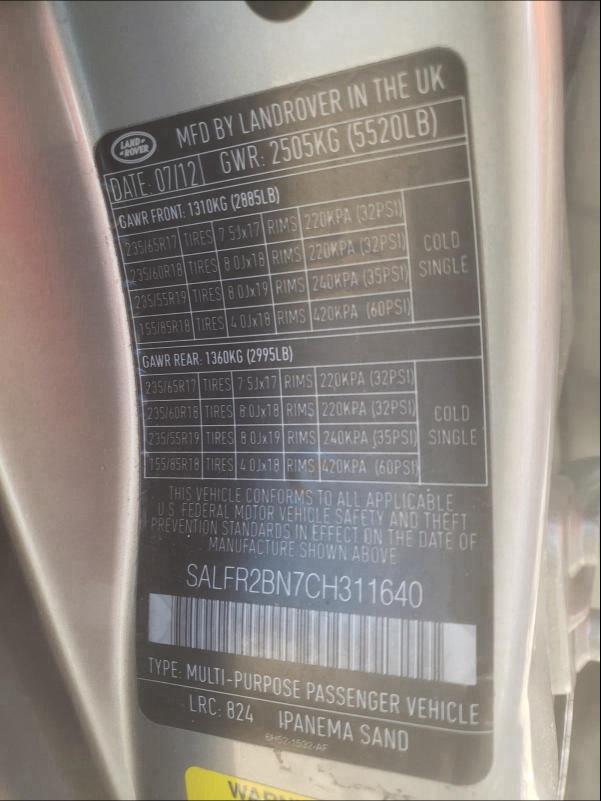 LAND ROVER
MFD BY LANDROVER IN THE UK
DATE: 07/12 GWR: 2505KG (5520LB)
GAWR FRONT: 1310KG (2885LB)
235/65R17 TIRES 7.5Jx17 RIMS 220KPA (32PSI)
235/60R18 TIRES 8.0Jx18 RIMS 220KPA (32PSI)
235/55R19 TIRES 8.0Jx19 RIMS 240KPA (35PSI)
155/85R18 TIRES 4.0Jx18 RIMS 420KPA (60PSI)
COLD
SINGLE
GAWR REAR: 1360KG (2995LB)
235/65R17 TIRES 7.5Jx17 RIMS 220KPA (32PSI)
235/60R18 TIRES 8.0Jx18 RIMS 220KPA (32PSI)
235/55R19 TIRES 8.0Jx19 RIMS 240KPA (35PSI)
155/85R18 TIRES 4.0Jx18 RIMS 420KPA (60PSI)
COLD
SINGLE
THIS VEHICLE CONFORMS TO ALL APPLICABLE
U.S. FEDERAL MOTOR VEHICLE SAFETY AND THEFT
PREVENTION STANDARDS IN EFFECT ON THE DATE OF
MANUFACTURE SHOWN ABOVE
SALFR2BN7CH311640
TYPE: MULTI-PURPOSE PASSENGER VEHICLE
LRC: 824 IPANEMA SAND